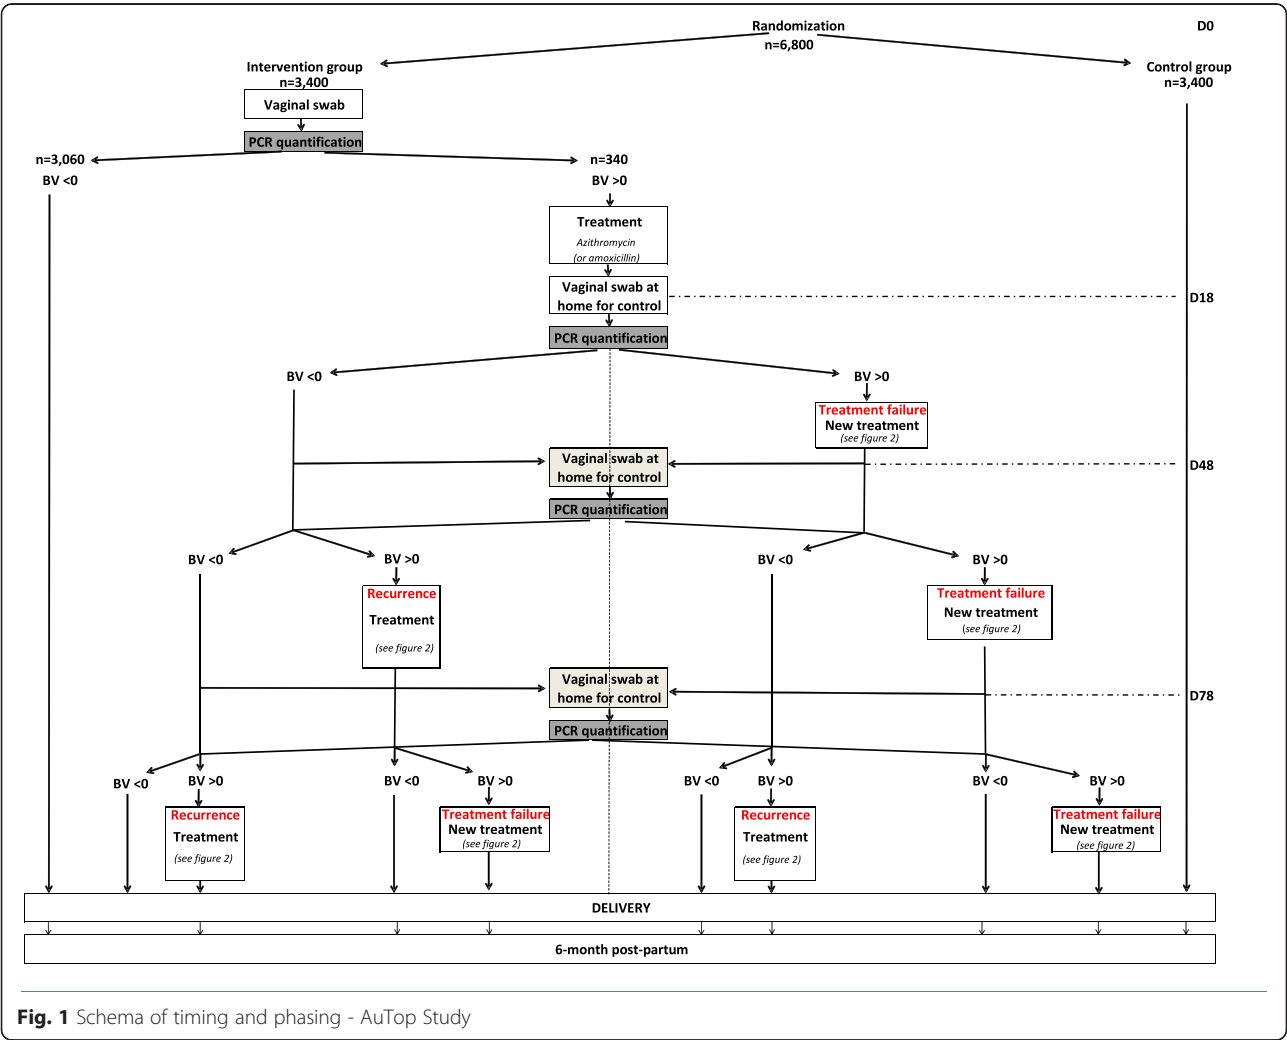 Randomization
D0
n=6,800
Intervention group
n=3,400
Control group
n=3,400
Vaginal swab
PCR quantification
n=3,060
BV <0
n=340
BV >0
Treatment
Azithromycin
(or amoxicillin)
Vaginal swab at
home for control
D18
PCR quantification
BV <0
BV >0
Treatment failure
New treatment
(see figure 2)
Vaginal swab at
home for control
D48
PCR quantification
BV <0
BV >0
BV <0
BV >0
Recurrence
Treatment
(see figure 2)
Treatment failure
New treatment
(see figure 2)
Vaginal swab at
home for control
D78
PCR quantification
BV <0
BV >0
BV <0
BV >0
BV <0
BV >0
BV <0
BV >0
Recurrence
Treatment
(see figure 2)
Treatment failure
New treatment
(see figure 2)
Recurrence
Treatment
(see figure 2)
Treatment failure
New treatment
(see figure 2)
DELIVERY
6-month post-partum
Fig. 1 Schema of timing and phasing - AuTop Study